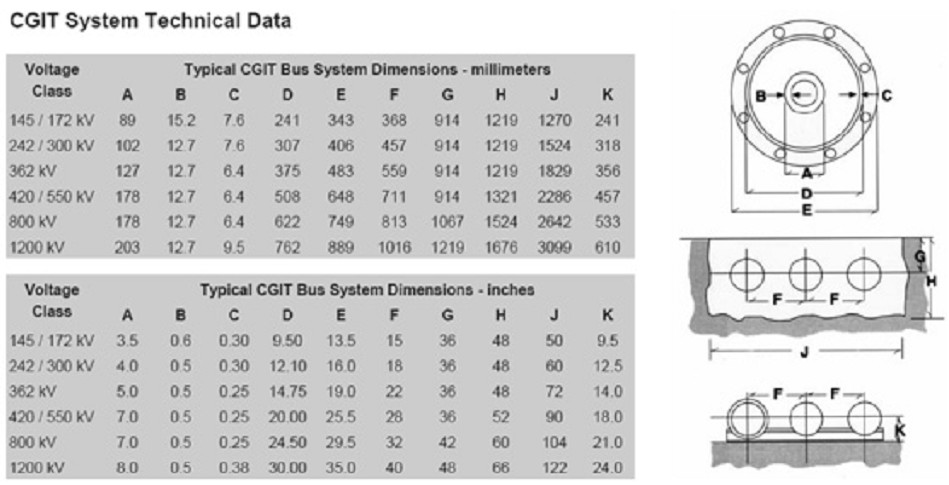 CGIT System Technical Data
Voltage Class Typical CGIT Bus System Dimensions - millimeters
A B C D E F G H J K
145 / 172 kV 89 15.2 7.6 241 343 368 914 1219 1270 241
242 / 300 kV 102 12.7 7.6 307 406 457 914 1219 1524 318
362 kV 127 12.7 6.4 375 483 559 914 1219 1829 356
420 / 550 kV 178 12.7 6.4 508 648 711 914 1321 2286 457
800 kV 178 12.7 6.4 622 749 813 1067 1524 2642 533
1200 kV 203 12.7 9.5 762 889 1016 1219 1676 3099 610
Voltage Class Typical CGIT Bus System Dimensions - inches
A B C D E F G H J K
145 / 172 kV 3.5 0.6 0.30 9.50 13.5 15 36 48 50 9.5
242 / 300 kV 4.0 0.5 0.30 12.10 16.0 18 36 48 60 12.5
362 kV 5.0 0.5 0.25 14.75 19.0 22 36 48 72 14.0
420 / 550 kV 7.0 0.5 0.25 20.00 25.5 28 36 52 90 18.0
800 kV 7.0 0.5 0.25 24.50 29.5 32 42 60 104 21.0
1200 kV 8.0 0.5 0.38 30.00 35.0 40 48 66 122 24.0
B C
A
D
E
G
H
F F
J
F F
K